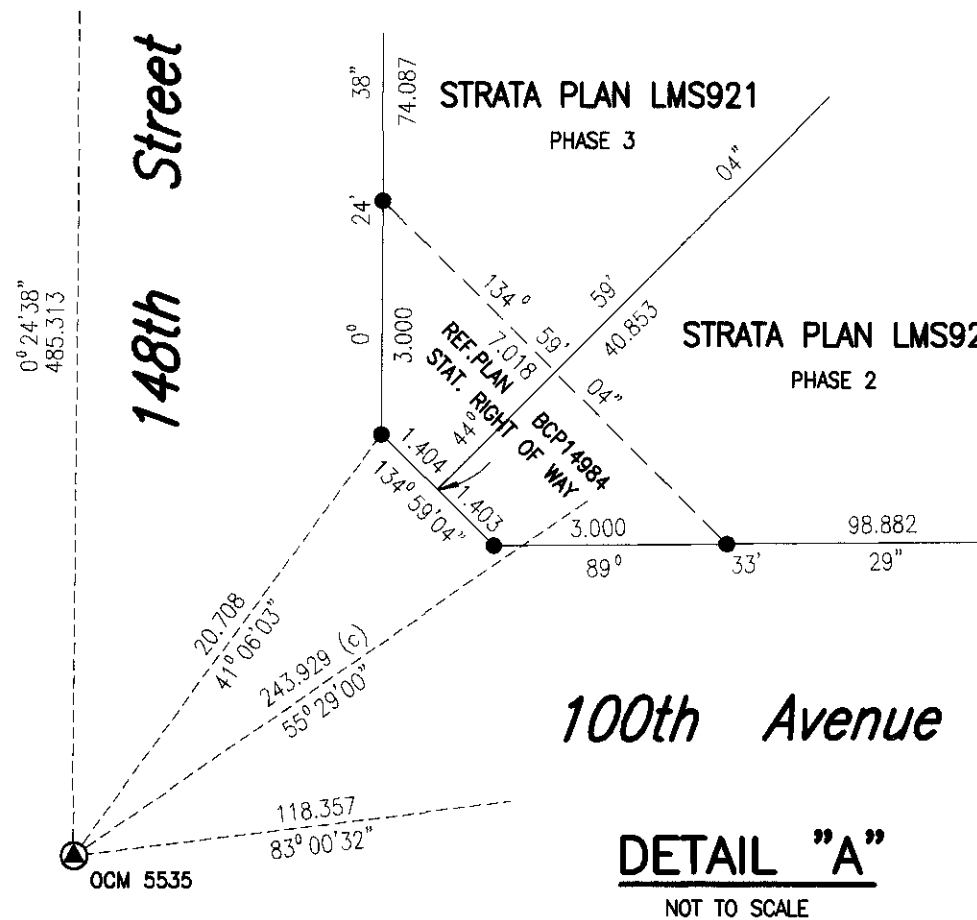 148th Street
0° 24'38"
485.313
0° 24' 38"
3.000
74.087
STRATA PLAN LMS921
PHASE 3
44° 59' 04"
40.853
134° 59' 04"
7.018
STRATA PLAN LMS92
PHASE 2
REF.PLAN BCP14984
STAT. RIGHT OF WAY
1.404
1.403
134° 59'04"
3.000
98.882
89° 33' 29"
20.708
41° 06'03"
243.929 (c)
55° 29'00"
118.357
83° 00'32"
OCM 5535
100th Avenue
DETAIL "A"
NOT TO SCALE